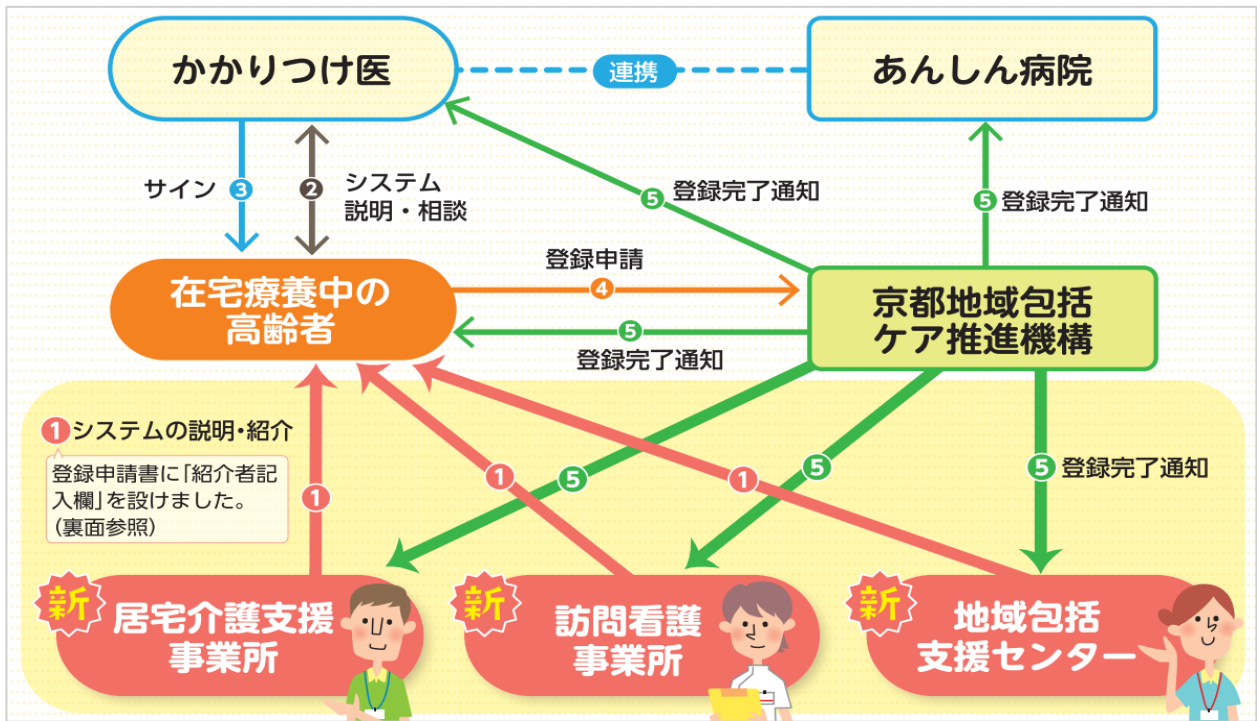 かかりつけ医
連携
あんしん病院
サイン
3
2
システム
説明・相談
5
登録完了通知
5
登録完了通知
登録申請
4
在宅療養中の
高齢者
京都地域包括
ケア推進機構
5
登録完了通知
1 システムの説明・紹介
登録申請書に「紹介者記
入欄」を設けました。
(裏面参照)
1
5
1
5
1
5
登録完了通知
新
居宅介護支援
事業所
新
訪問看護
事業所
新
地域包括
支援センター